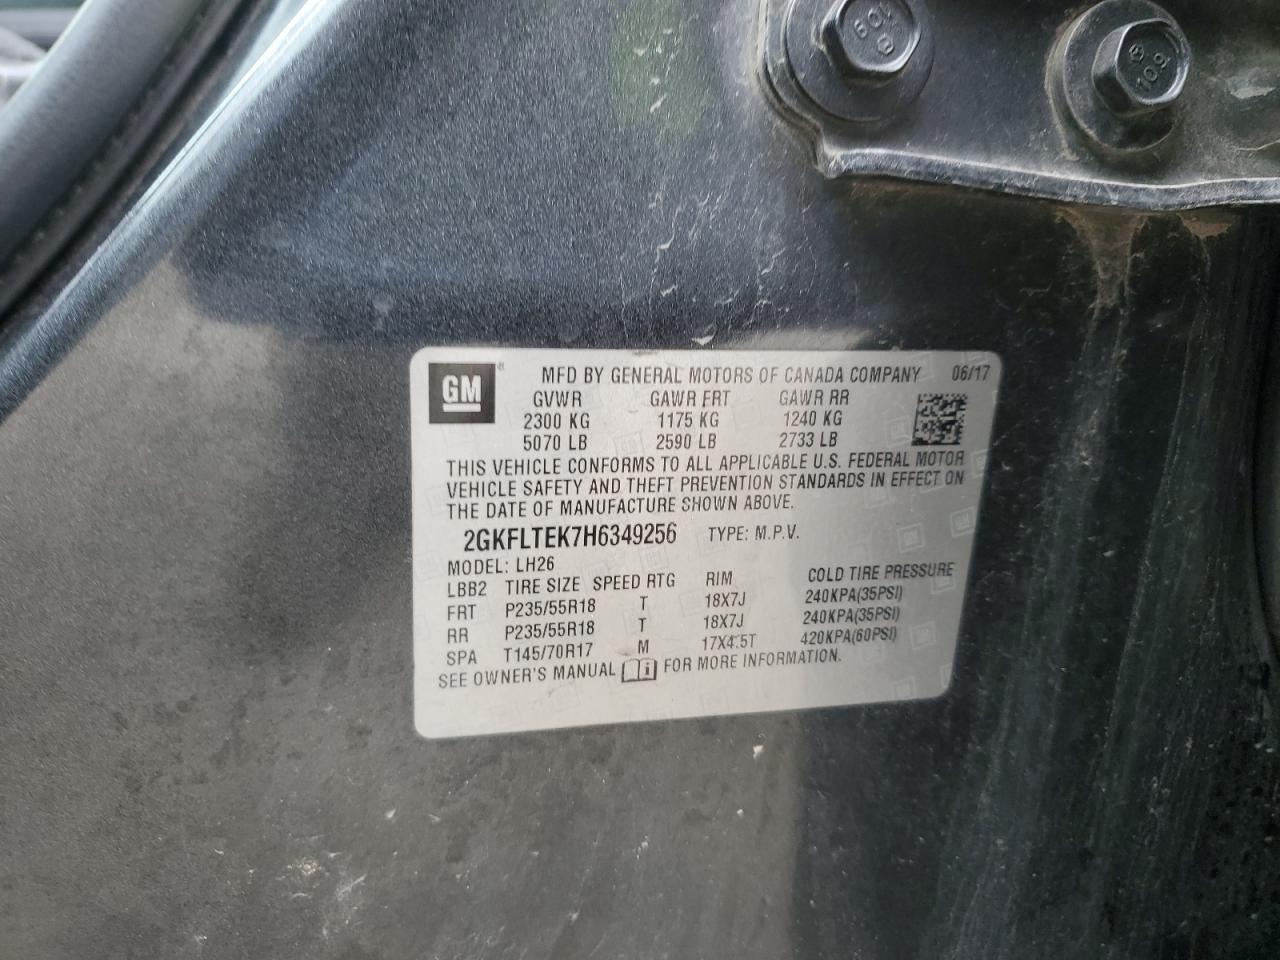 109
109
GM
MFD BY GENERAL MOTORS OF CANADA COMPANY 06/17
GVWR GAWR FRT GAWR RR
2300 KG 1175 KG 1240 KG
5070 LB 2590 LB 2733 LB
THIS VEHICLE CONFORMS TO ALL APPLICABLE U.S. FEDERAL MOTOR
VEHICLE SAFETY AND THEFT PREVENTION STANDARDS IN EFFECT ON
THE DATE OF MANUFACTURE SHOWN ABOVE.
2GKFLTEK7H6349256 TYPE: M.P.V.
MODEL: LH26
LBB2 TIRE SIZE SPEED RTG RIM COLD TIRE PRESSURE
FRT P235/55R18 T 18X7J 240KPA(35PSI)
RR P235/55R18 T 18X7J 240KPA(35PSI)
SPA T145/70R17 M 17X4.5T 420KPA(60PSI)
SEE OWNER'S MANUAL FOR MORE INFORMATION.